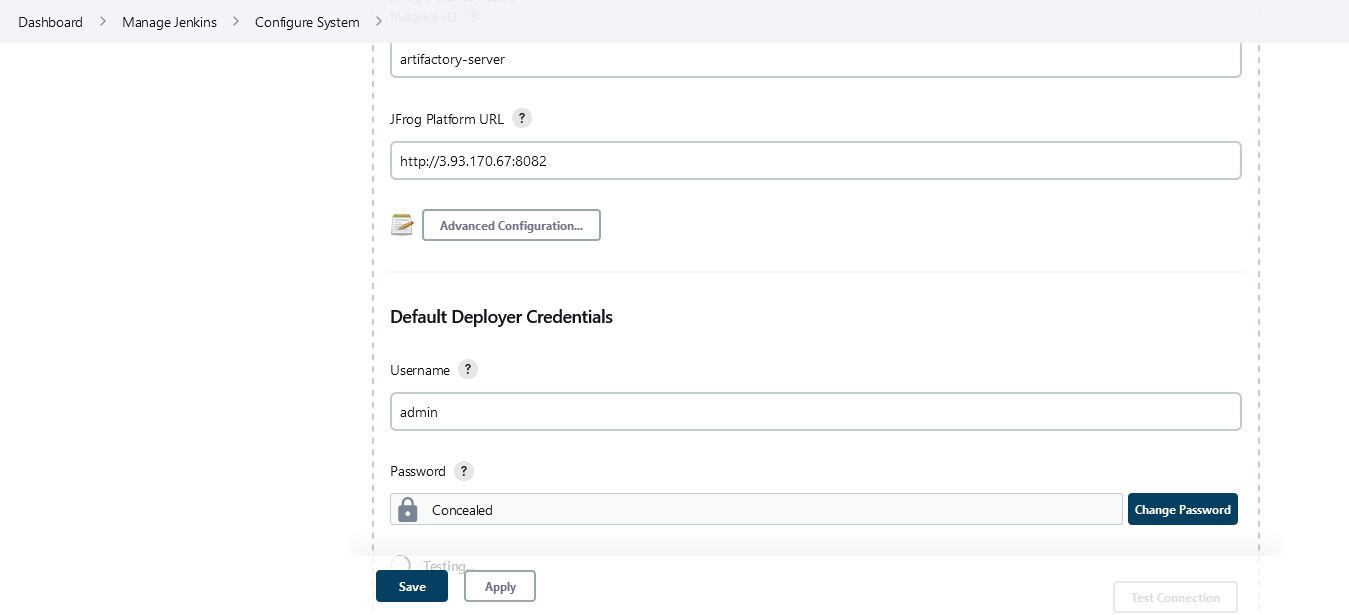 Dashboard > Manage Jenkins > Configure System >
Instance ID ?
artifactory-server
JFrog Platform URL ?
http://3.93.170.67:8082
Advanced Configuration...
Default Deployer Credentials
Username ?
admin
Password ?
Concealed
Change Password
Testing...
Save
Apply
Test Connection